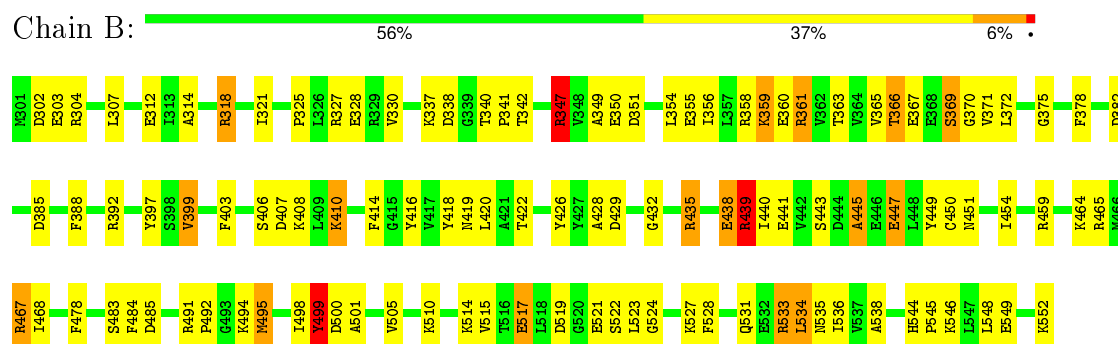 Chain B:
56% 37% 6% •
M301 D302 E303 R304 L307 E312 I313 A314 R318 I321 P325 L326 R327 E328 R329 V330 K337 D338 G339 T340 P341 T342 R347 V348 A349 E350 D351 L354 E355 I356 L357 R358 K359 E360 R361 V362 T363 V364 V365 T366 E367 E368 S369 G370 V371 L372 G375 F378 D382
D385 F388 R392 Y397 S398 V399 F403 S406 D407 K408 L409 K410 F414 G415 Y416 V417 Y418 N419 L420 A421 T422 Y426 Y427 A428 D429 G432 R435 E438 R439 I440 E441 V442 S443 D444 A445 E446 E447 L448 Y449 C450 N451 I454 R459 K464 R465 M466
R467 I468 F478 S483 F484 D485 R491 P492 G493 K494 M495 I498 Y499 D500 A501 V505 K510 K514 V515 T516 E517 L518 D519 G520 E521 S522 L523 G524 K527 F528 Q531 E532 R533 L534 N535 I536 V537 A538 H544 P545 K546 L547 L548 E549 K552